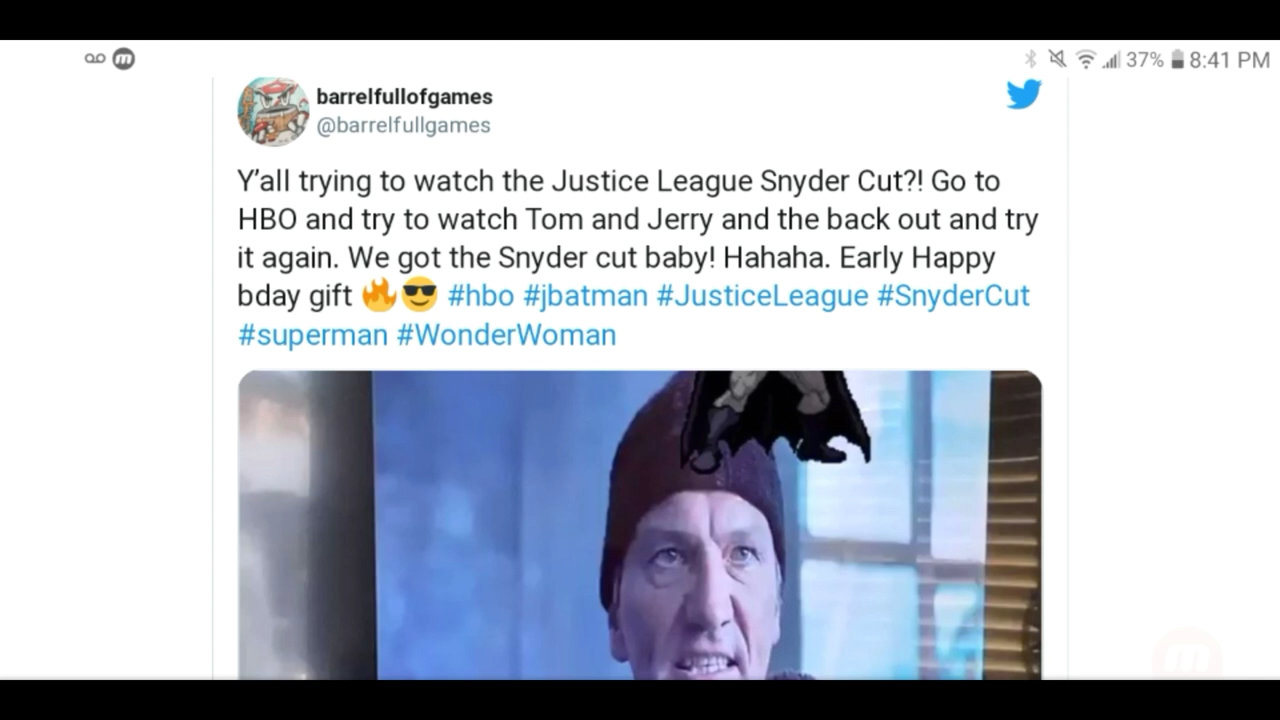 37% 8:41 PM
barrelfullofgames
@barrelfullgames
Y'all trying to watch the Justice League Snyder Cut?! Go to
HBO and try to watch Tom and Jerry and the back out and try
it again. We got the Snyder cut baby! Hahaha. Early Happy
bday gift 🔥😎 #hbo #jbatman #JusticeLeague #SnyderCut
#superman #WonderWoman